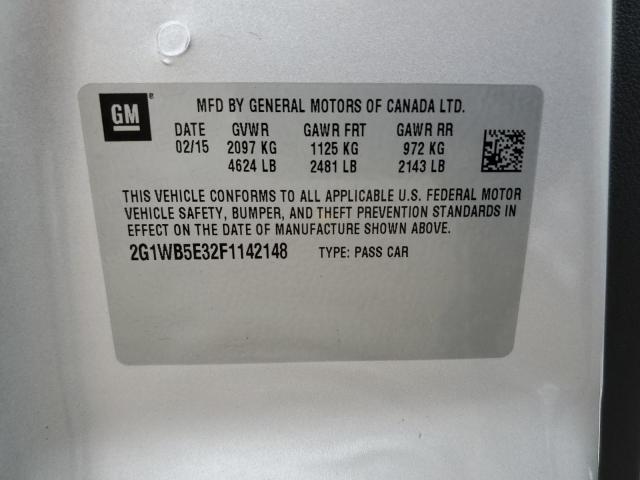 GM®
MFD BY GENERAL MOTORS OF CANADA LTD.
DATE GVWR GAWR FRT GAWR RR
02/15 2097 KG 1125 KG 972 KG
4624 LB 2481 LB 2143 LB
THIS VEHICLE CONFORMS TO ALL APPLICABLE U.S. FEDERAL MOTOR
VEHICLE SAFETY, BUMPER, AND THEFT PREVENTION STANDARDS IN
EFFECT ON THE DATE OF MANUFACTURE SHOWN ABOVE.
2G1WB5E32F1142148 TYPE: PASS CAR